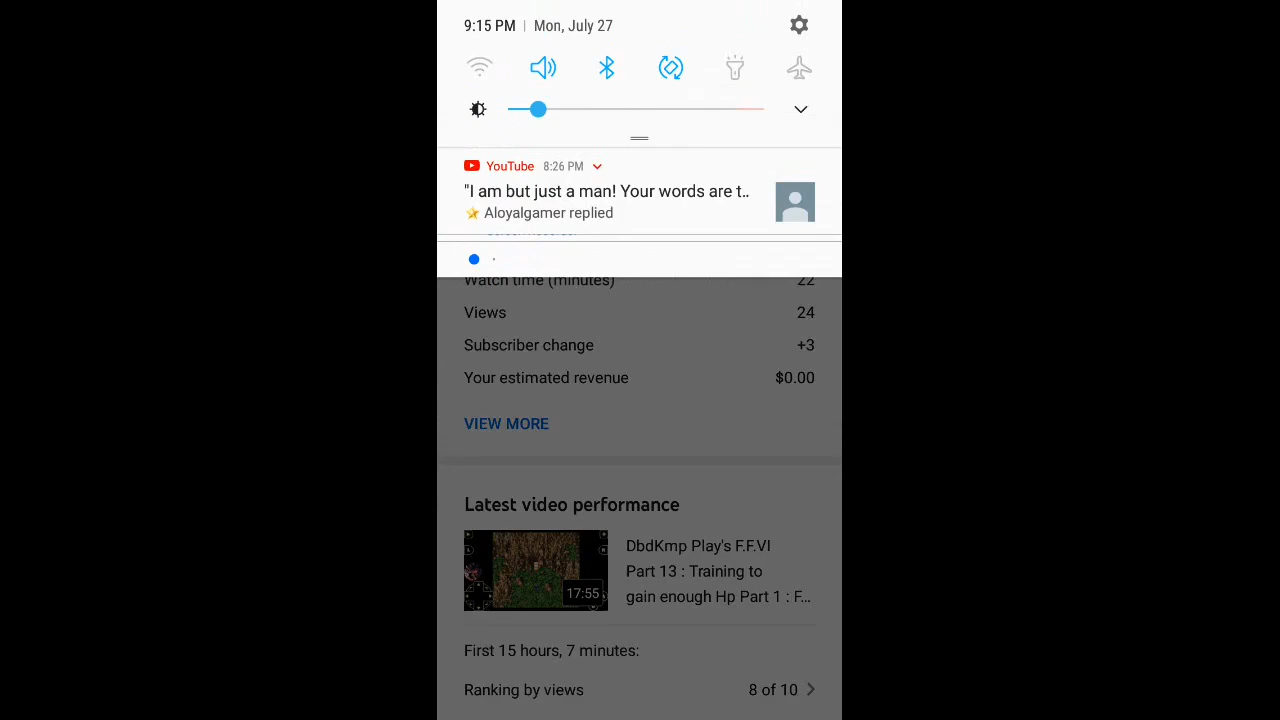 9:15 PM | Mon, July 27
YouTube 8:26 PM
"I am but just a man! Your words are t..
Aloyalgamer replied
Watch time (minutes) 22
Views 24
Subscriber change +3
Your estimated revenue $0.00
VIEW MORE
Latest video performance
17:55
DbdKmp Play's F.F.VI
Part 13 : Training to
gain enough Hp Part 1 : F...
First 15 hours, 7 minutes:
Ranking by views 8 of 10